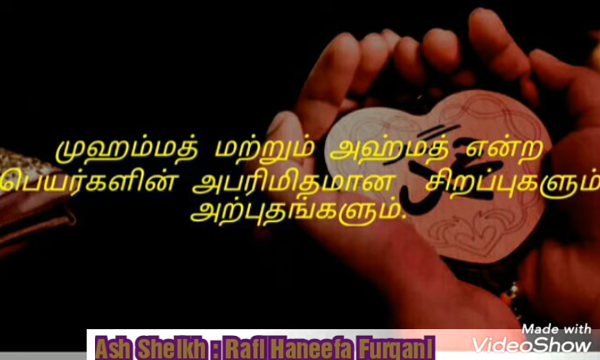 முஹம்மத் மற்றும் அஹ்மத் என்ற
பெயர்களின் அபரிமிதமான சிறப்புகளும்
அற்புதங்களும்.
Made with
VideoShow
Ash Sheikh : Rafi Haneefa Furqani